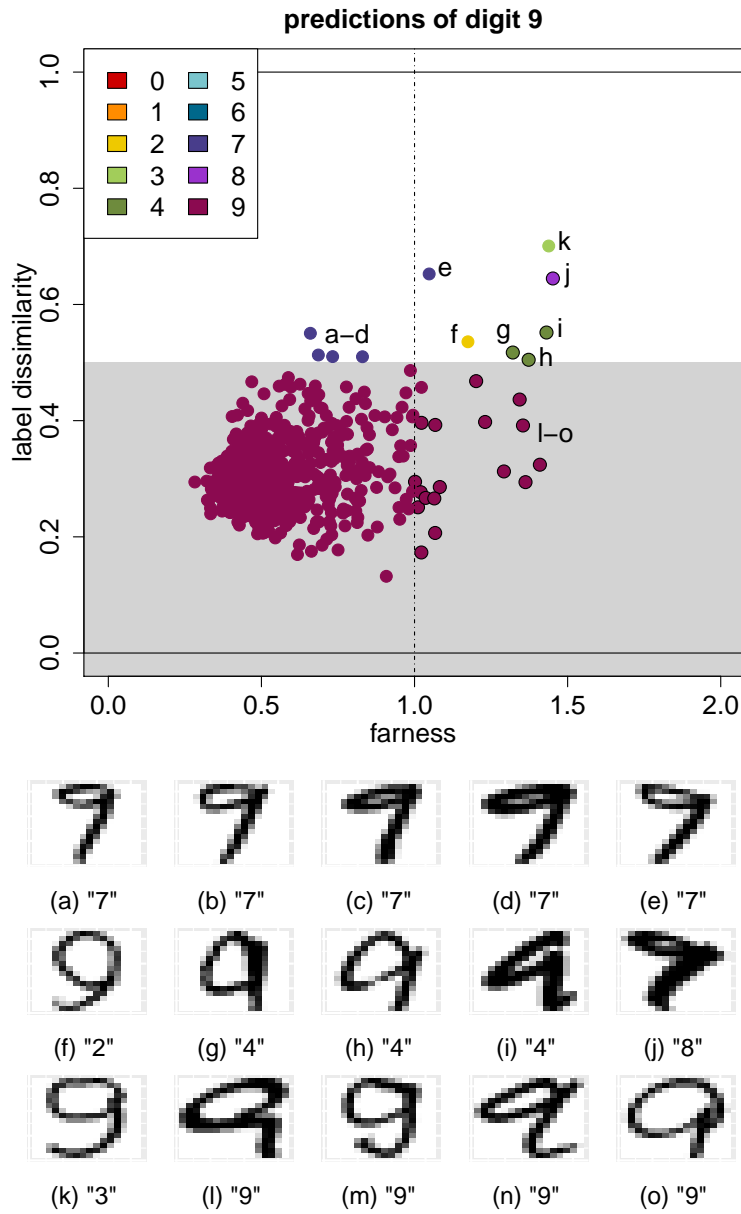 predictions of digit 9
0 5
1 6
2 7
3 8
4 9
1.0
0.8
0.6
0.4
0.2
0.0
label dissimilarity
k
e
j
a−d
f
g
i
h
l−o
0.0 0.5 1.0 1.5 2.0
farness
(a) "7" (b) "7" (c) "7" (d) "7" (e) "7"
(f) "2" (g) "4" (h) "4" (i) "4" (j) "8"
(k) "3" (l) "9" (m) "9" (n) "9" (o) "9"